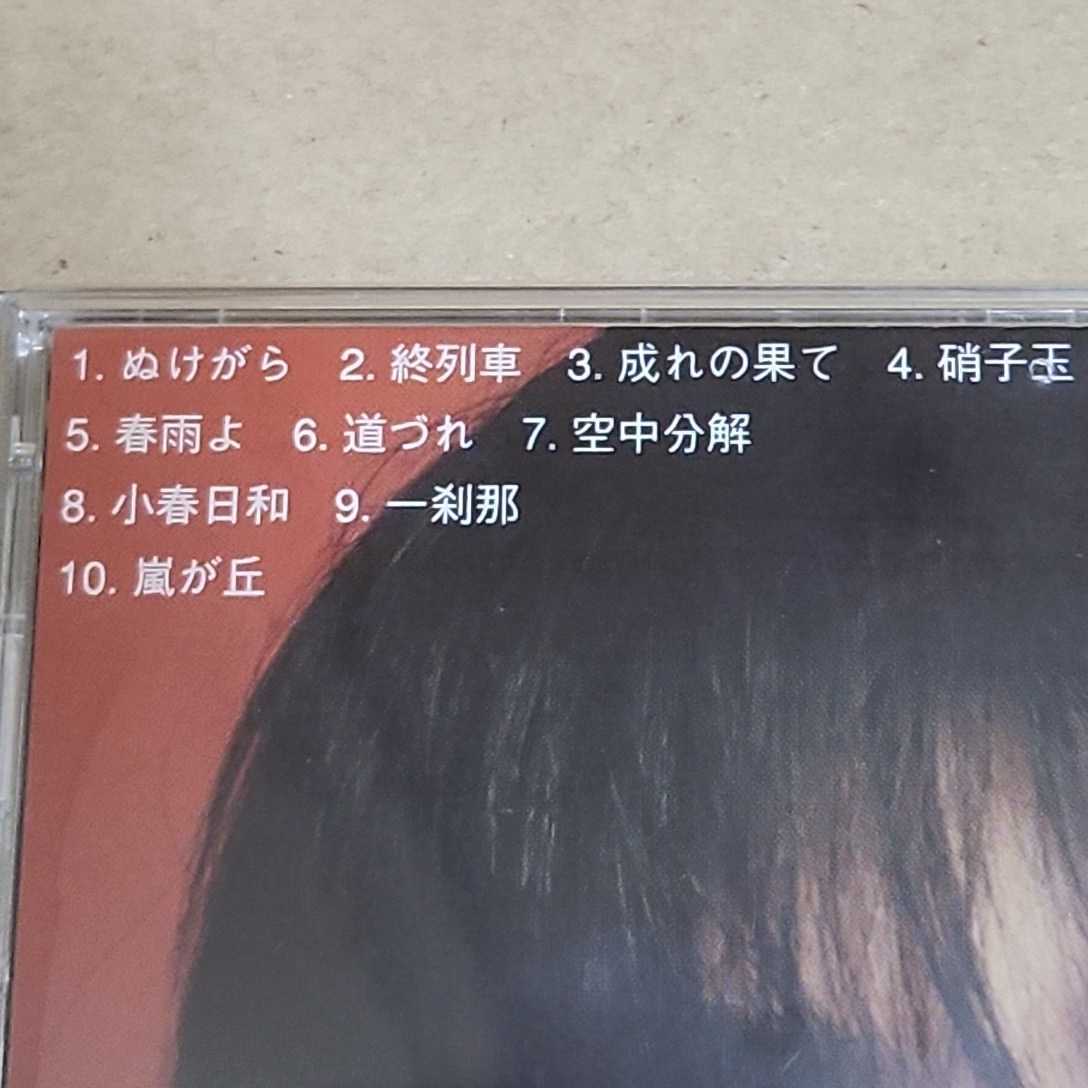 1. ぬけがら 2. 終列車 3. 成れの果て 4. 硝子玉
5. 春雨よ 6. 道づれ 7. 空中分解
8. 小春日和 9. 一刹那
10. 嵐が丘